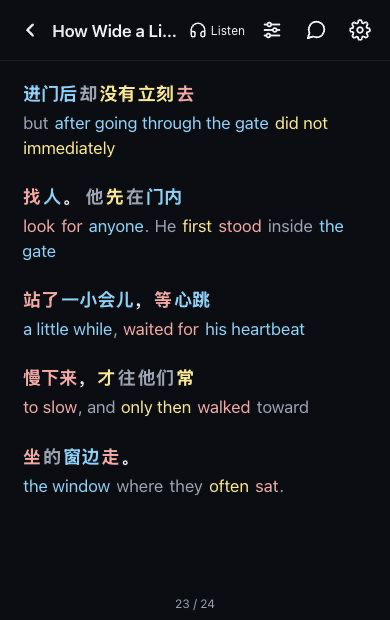 How Wide a Li... Listen
进门后却没有立刻去
but after going through the gate did not
immediately
找人。他先在门内
look for anyone. He first stood inside the
gate
站了一小会儿，等心跳
a little while, waited for his heartbeat
慢下来，才往他们常
to slow, and only then walked toward
坐的窗边走。
the window where they often sat.
23 / 24